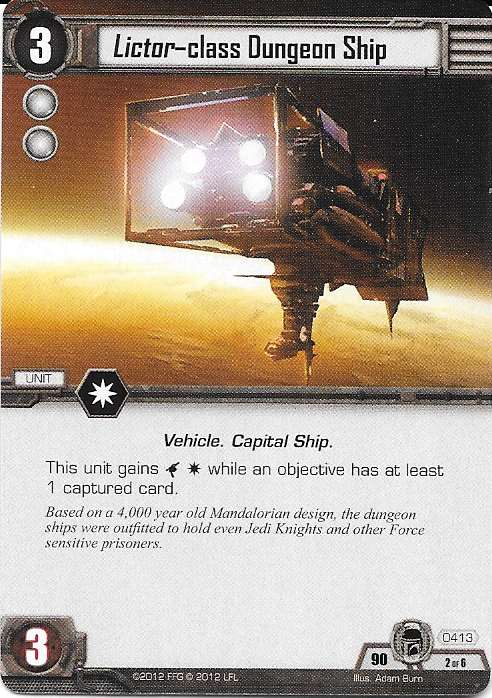 3
Lictor–class Dungeon Ship
UNIT
Vehicle. Capital Ship.
This unit gains while an objective has at least
1 captured card.
Based on a 4,000 year old Mandalorian design, the dungeon
ships were outfitted to hold even Jedi Knights and other Force
sensitive prisoners.
3
90
0413
2 OF 6
©2012 FFG © 2012 LFL
Illus. Adam Burn